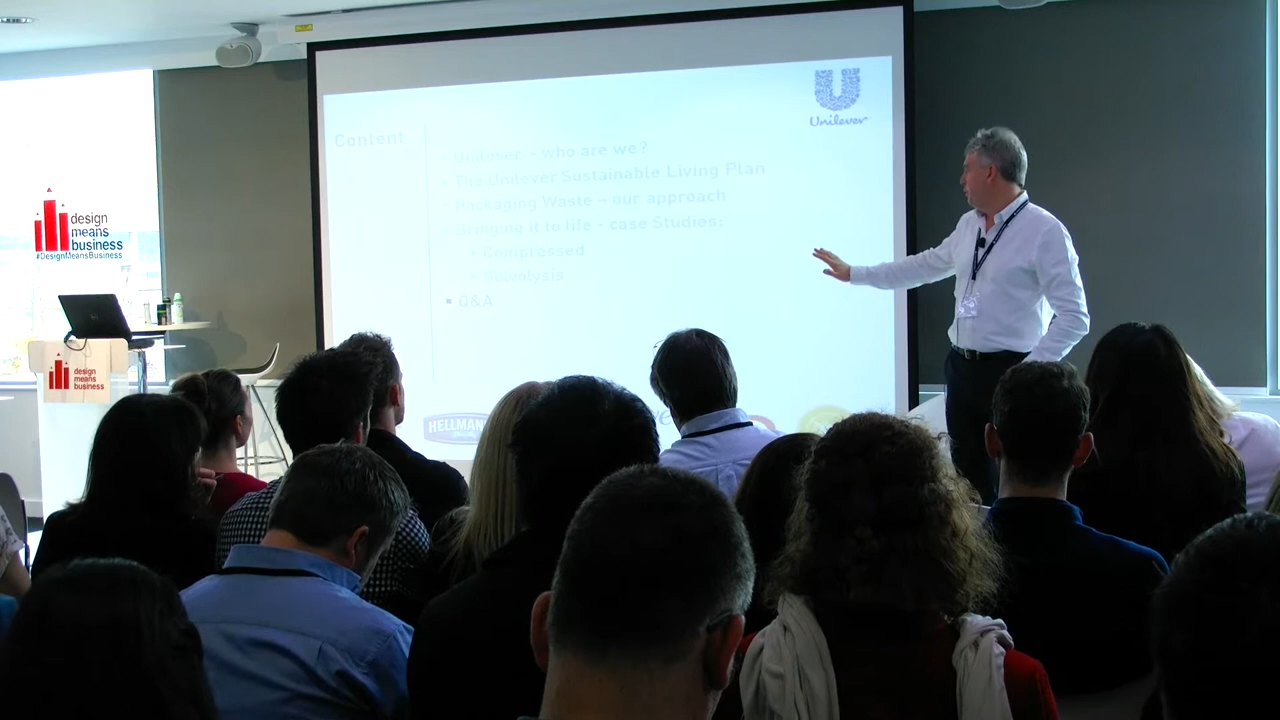 Unilever
Content
Unilever - who are we?
The Unilever Sustainable Living Plan
Packaging Waste - our approach
Bringing it to life - case Studies:
Compressed
Solvolysis
Q&A
HELLMANN
design
means
business
#DesignMeansBusiness
design
means
business